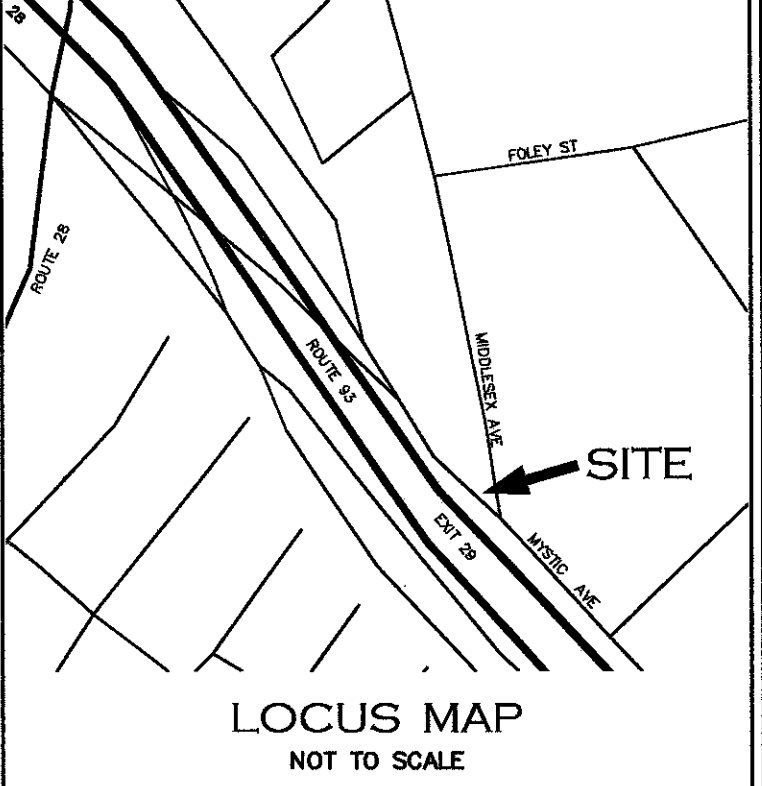 28
FOLEY ST
ROUTE 28
ROUTE 93
MIDDLESEX AVE
SITE
EXIT 29
MYSTIC AVE
LOCUS MAP
NOT TO SCALE